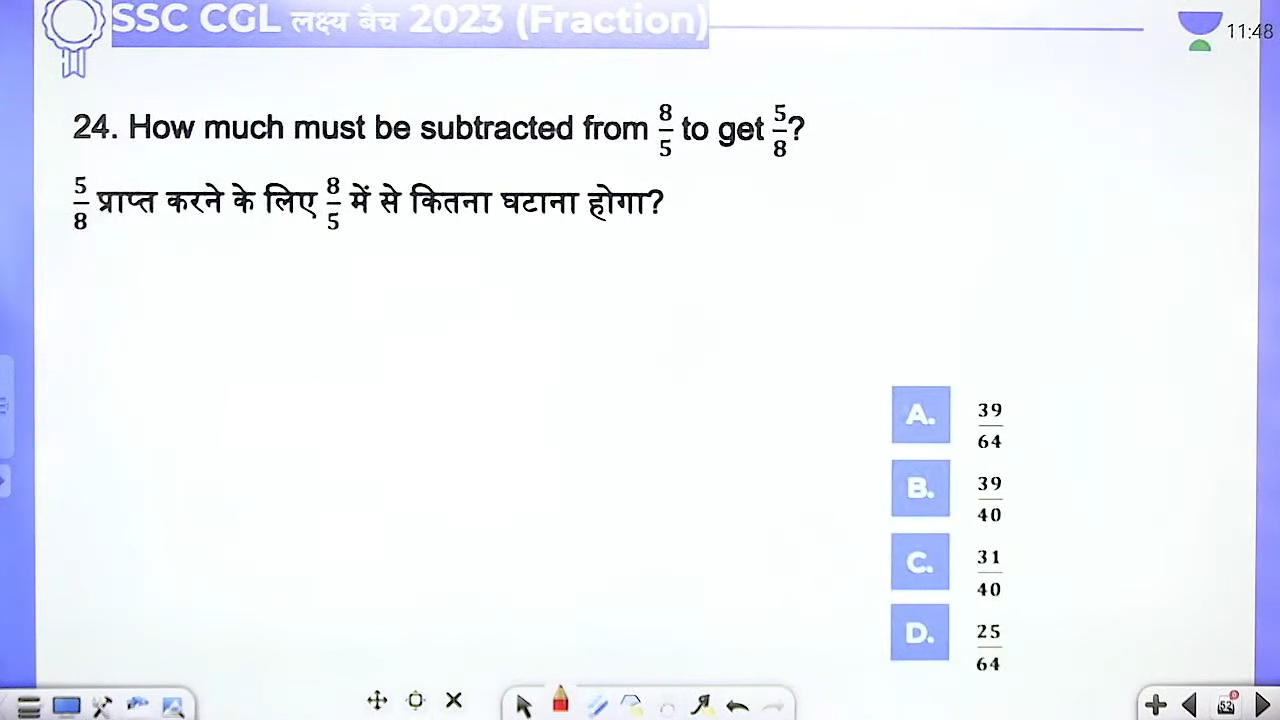 SSC CGL लक्ष्य बैच 2023 (Fraction)
11:48
24. How much must be subtracted from 8/5 to get 5/8?
5/8 प्राप्त करने के लिए 8/5 में से कितना घटाना होगा?
A. 39/64
B. 39/40
C. 31/40
D. 25/64
52